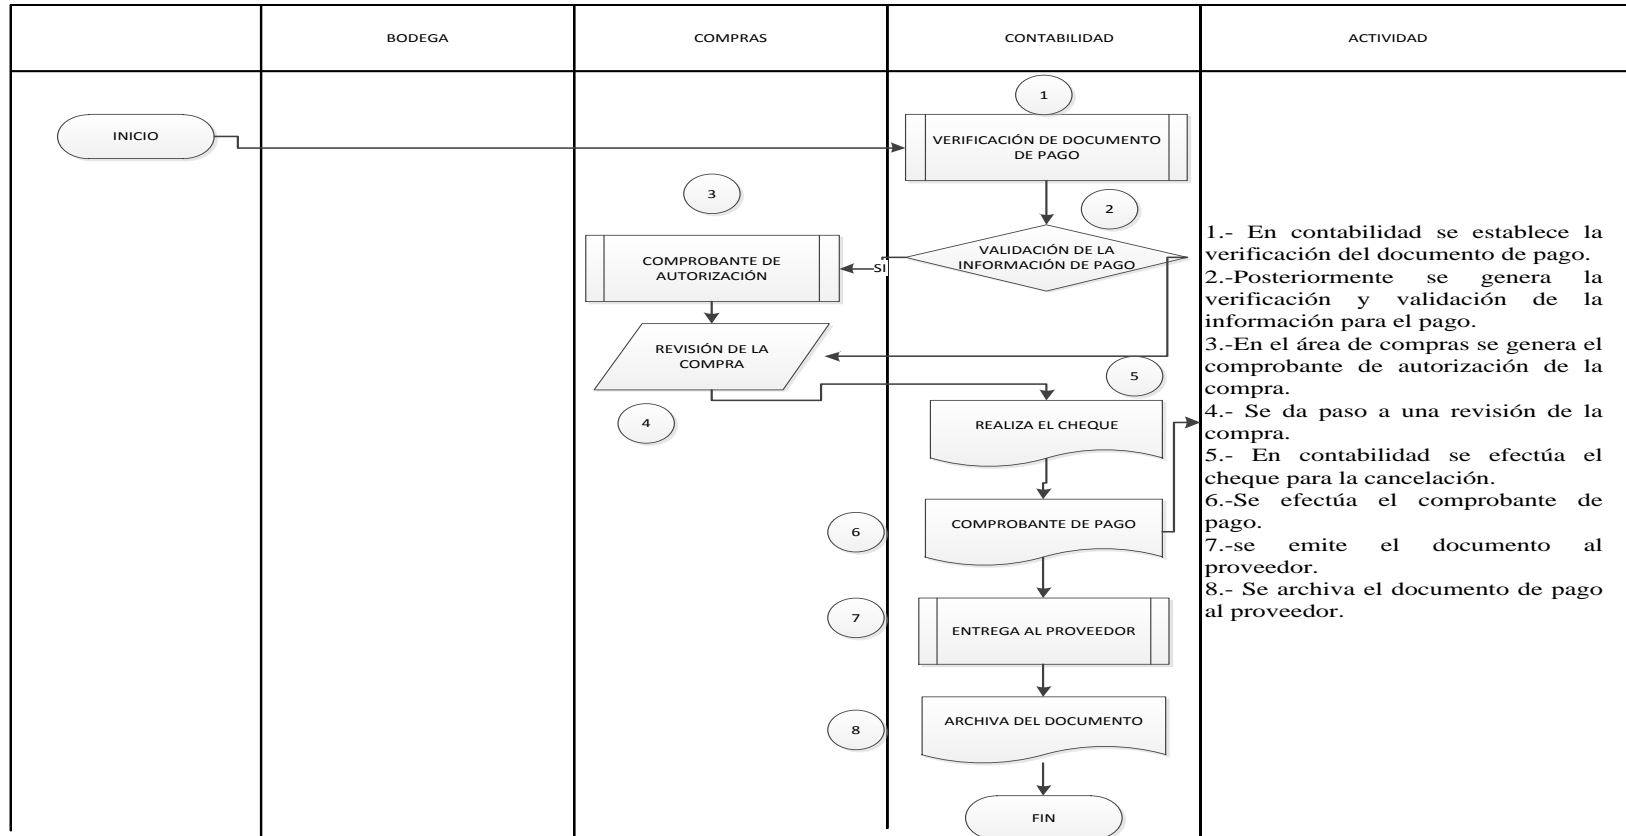 BODEGA
COMPRAS
CONTABILIDAD
ACTIVIDAD
INICIO
1
VERIFICACIÓN DE DOCUMENTO
DE PAGO
2
VALIDACIÓN DE LA
INFORMACIÓN DE PAGO
SI
3
COMPROBANTE DE
AUTORIZACIÓN
REVISIÓN DE LA
COMPRA
4
5
REALIZA EL CHEQUE
6
COMPROBANTE DE PAGO
7
ENTREGA AL PROVEEDOR
8
ARCHIVA DEL DOCUMENTO
FIN
1.- En contabilidad se establece la
verificación del documento de pago.
2.-Posteriormente se genera la
verificación y validación de la
información para el pago.
3.-En el área de compras se genera el
comprobante de autorización de la
compra.
4.- Se da paso a una revisión de la
compra.
5.- En contabilidad se efectúa el
cheque para la cancelación.
6.-Se efectúa el comprobante de
pago.
7.-se emite el documento al
proveedor.
8.- Se archiva el documento de pago
al proveedor.